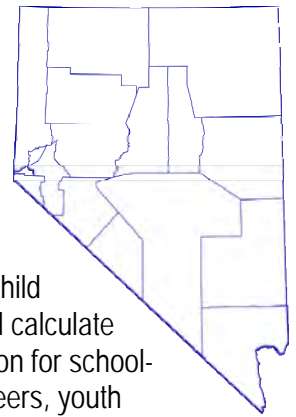 hild
l calculate
on for school-
eers, youth